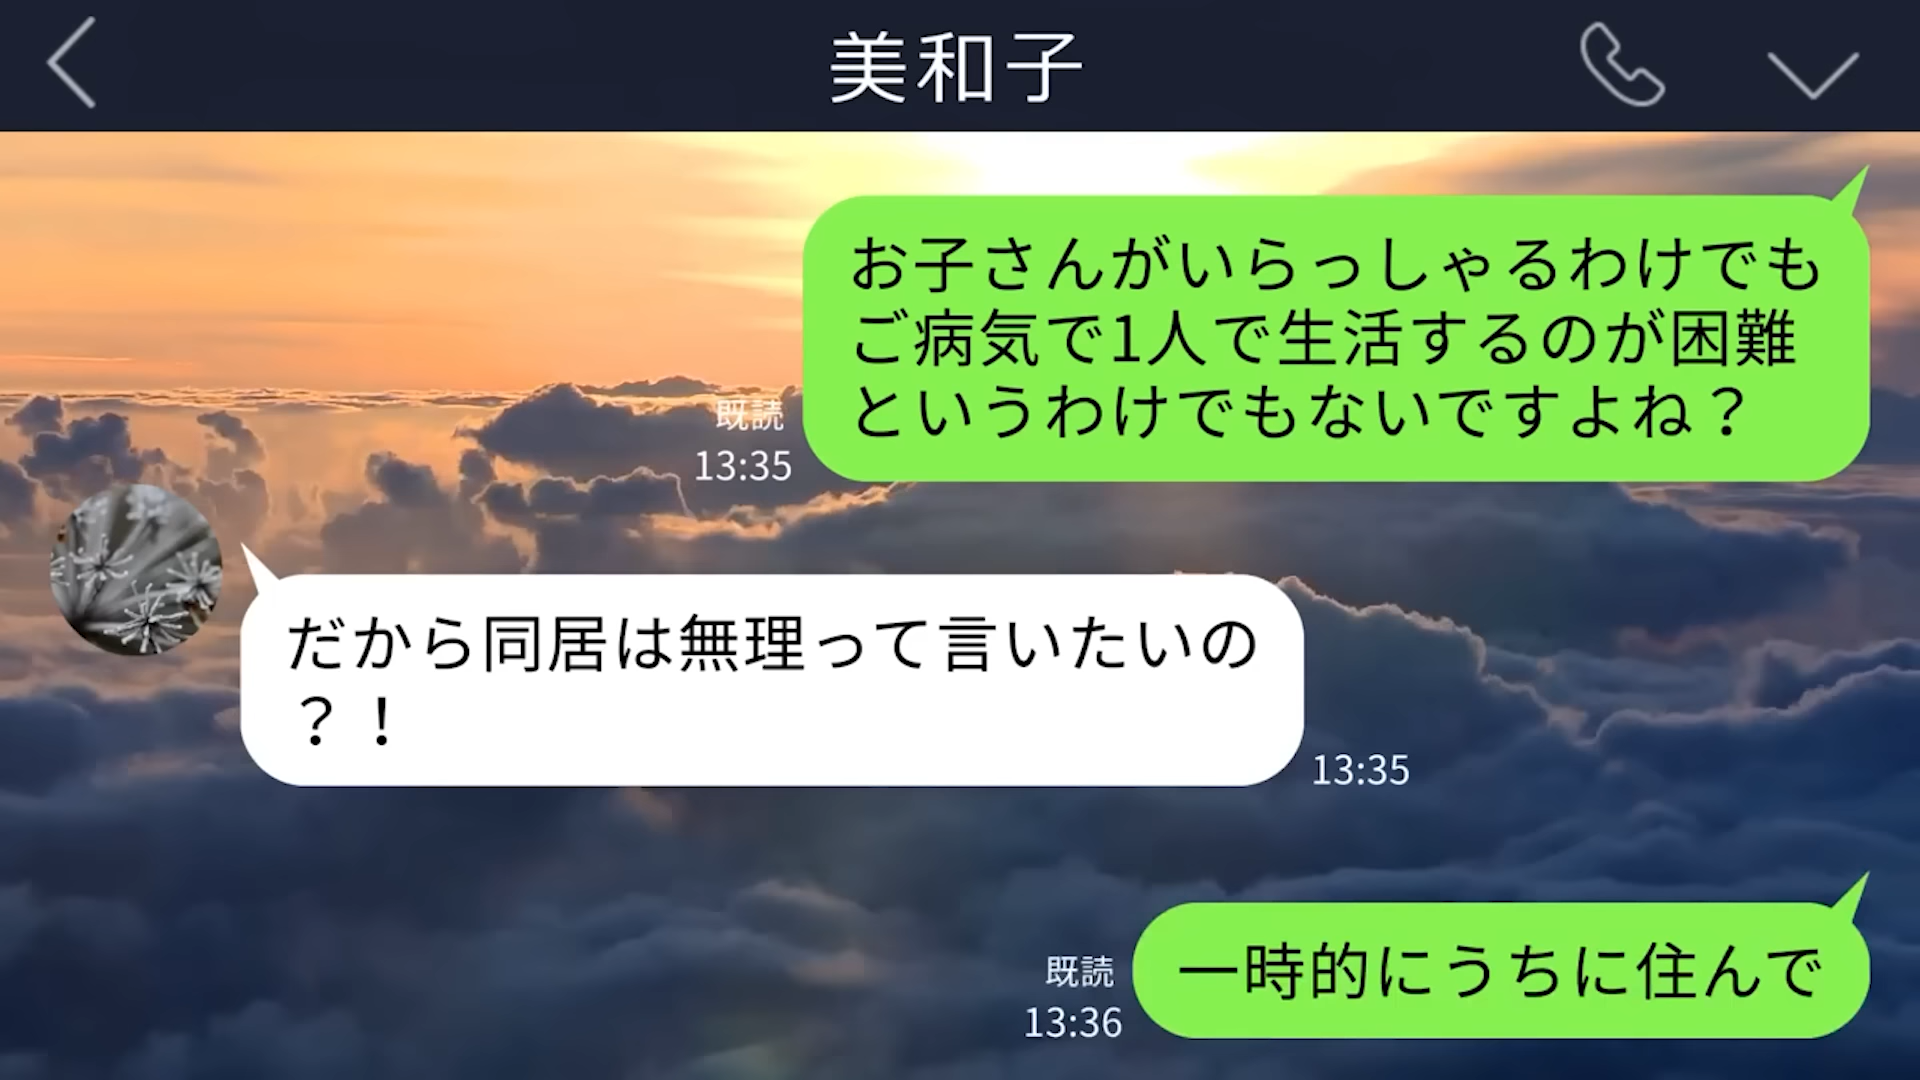 美和子
お子さんがいらっしゃるわけでも
ご病気で1人で生活するのが困難
というわけでもないですよね？
既読
13:35
だから同居は無理って言いたいの
？！
13:35
一時的にうちに住んで
既読
13:36